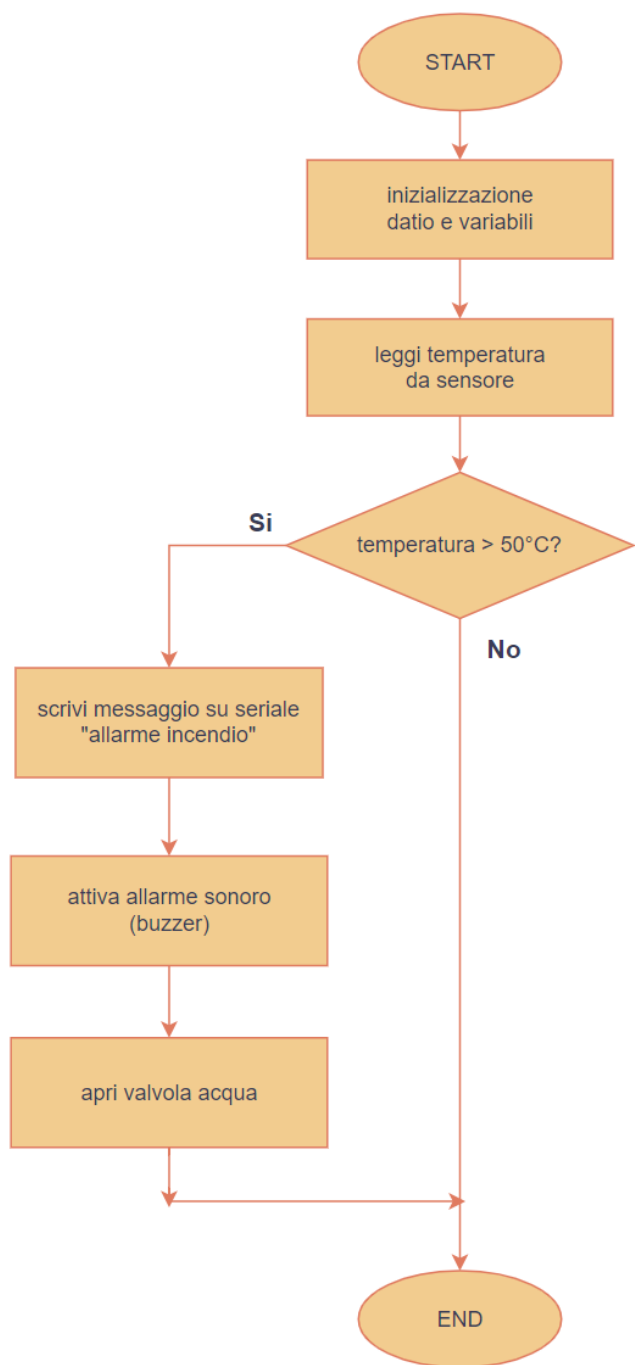 START
inizializzazione
datio e variabili
leggi temperatura
da sensore
temperatura > 50°C?
Si
No
scrivi messaggio su seriale
"allarme incendio"
attiva allarme sonoro
(buzzer)
apri valvola acqua
END